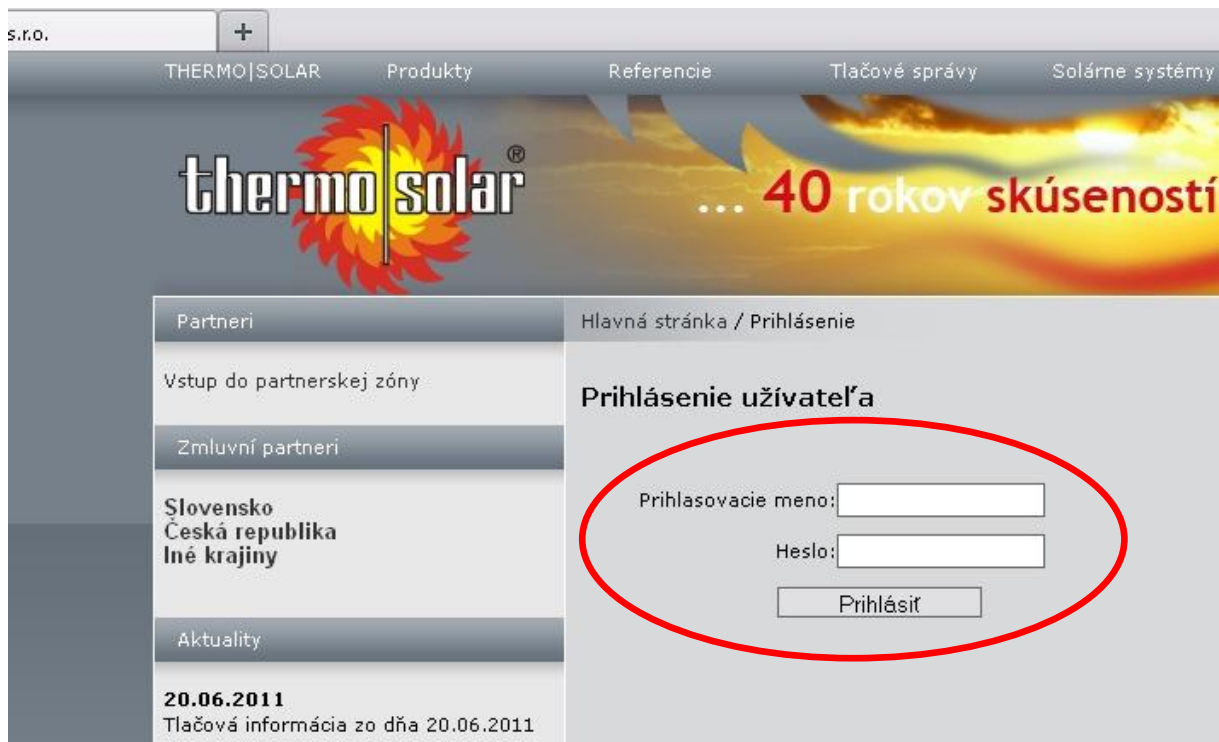 s.r.o.
THERMO|SOLAR Produkty Referencie Tlačové správy Solárne systémy
thermo|solar®
... 40 rokov skúseností
Partneri
Vstup do partnerskej zóny
Zmluvní partneri
Slovensko
Česká republika
Iné krajiny
Aktuality
20.06.2011
Tlačová informácia zo dňa 20.06.2011
Hlavná stránka / Prihlásenie
Prihlásenie užívateľa
Prihlasovacie meno:
Heslo:
Prihlásiť